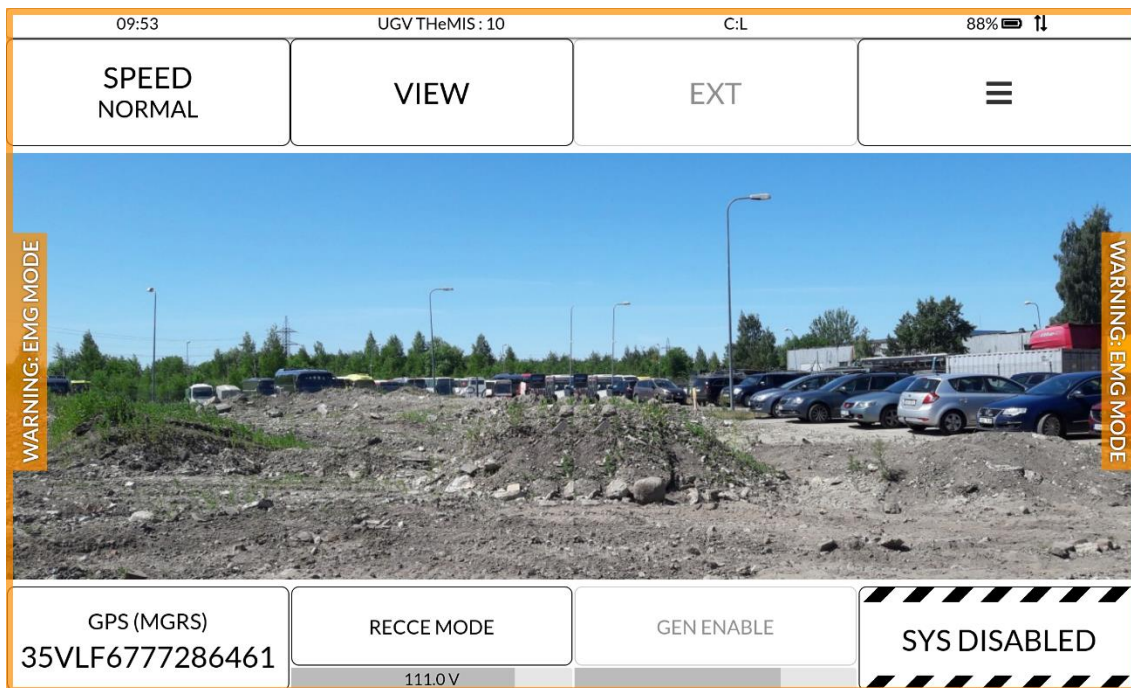 09:53
UGV THeMIS : 10
C:L
88%
SPEED
NORMAL
VIEW
EXT
WARNING: EMG MODE
WARNING: EMG MODE
GPS (MGRS)
35VLF6777286461
RECCE MODE
111.0 V
GEN ENABLE
SYS DISABLED